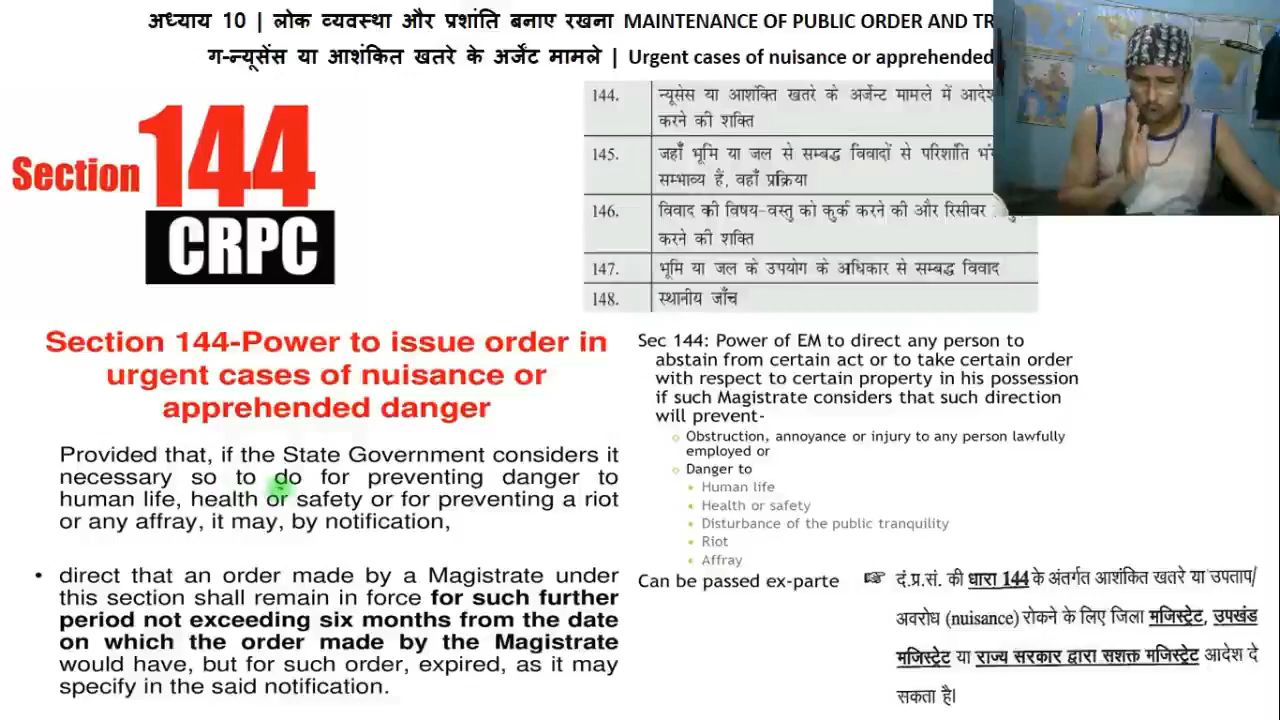 अध्याय 10 | लोक व्यवस्था और प्रशांति बनाए रखना MAINTENANCE OF PUBLIC ORDER AND TR
ग-न्यूसेंस या आशंकित खतरे के अर्जेंट मामले | Urgent cases of nuisance or apprehended
Section 144
CRPC
144. न्यूसेस या आशंक्ति खतरे के अर्जेन्ट मामले में आदेश
करने की शक्ति
145. जहाँ भूमि या जल से सम्बद्ध विवादों से परिशांति भं
सम्भाव्य हैं, वहाँ प्रक्रिया
146. विवाद की विषय-वस्तु को कुर्क करने की और रिसीवर
करने की शक्ति
147. भूमि या जल के उपयोग के अधिकार से सम्बद्ध विवाद
148. स्थानीय जाँच
Section 144-Power to issue order in
urgent cases of nuisance or
apprehended danger
Provided that, if the State Government considers it
necessary so to do for preventing danger to
human life, health or safety or for preventing a riot
or any affray, it may, by notification,
• direct that an order made by a Magistrate under
this section shall remain in force for such further
period not exceeding six months from the date
on which the order made by the Magistrate
would have, but for such order, expired, as it may
specify in the said notification.
Sec 144: Power of EM to direct any person to
abstain from certain act or to take certain order
with respect to certain property in his possession
if such Magistrate considers that such direction
will prevent-
Obstruction, annoyance or injury to any person lawfully
employed or
Danger to
• Human life
• Health or safety
• Disturbance of the public tranquility
• Riot
• Affray
Can be passed ex-parte
☞ दं.प्र.सं. की धारा 144 के अंतर्गत आशंकित खतरे या उपताप/
अवरोध (nuisance) रोकने के लिए जिला मजिस्ट्रेट, उपखंड
मजिस्ट्रेट या राज्य सरकार द्वारा सशक्त मजिस्ट्रेट आदेश दे
सकता है।